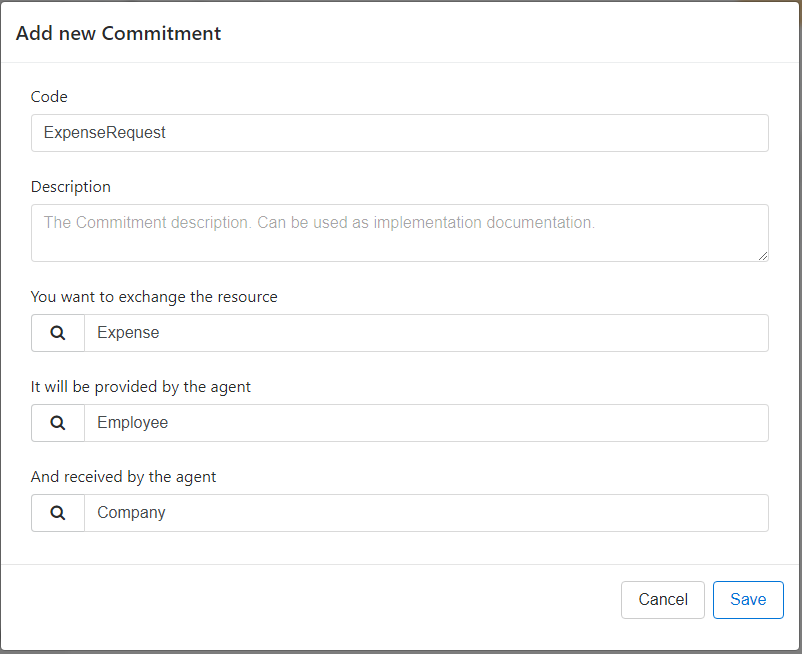 Add new Commitment
Code
ExpenseRequest
Description
The Commitment description. Can be used as implementation documentation.
You want to exchange the resource
Expense
It will be provided by the agent
Employee
And received by the agent
Company
Cancel Save